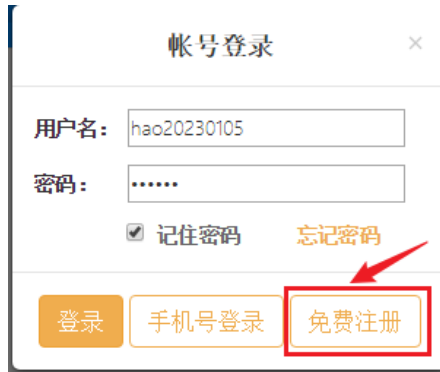 帐号登录 ×
用户名： hao20230105
密码： ••••••
记住密码 忘记密码
登录 手机号登录 免费注册